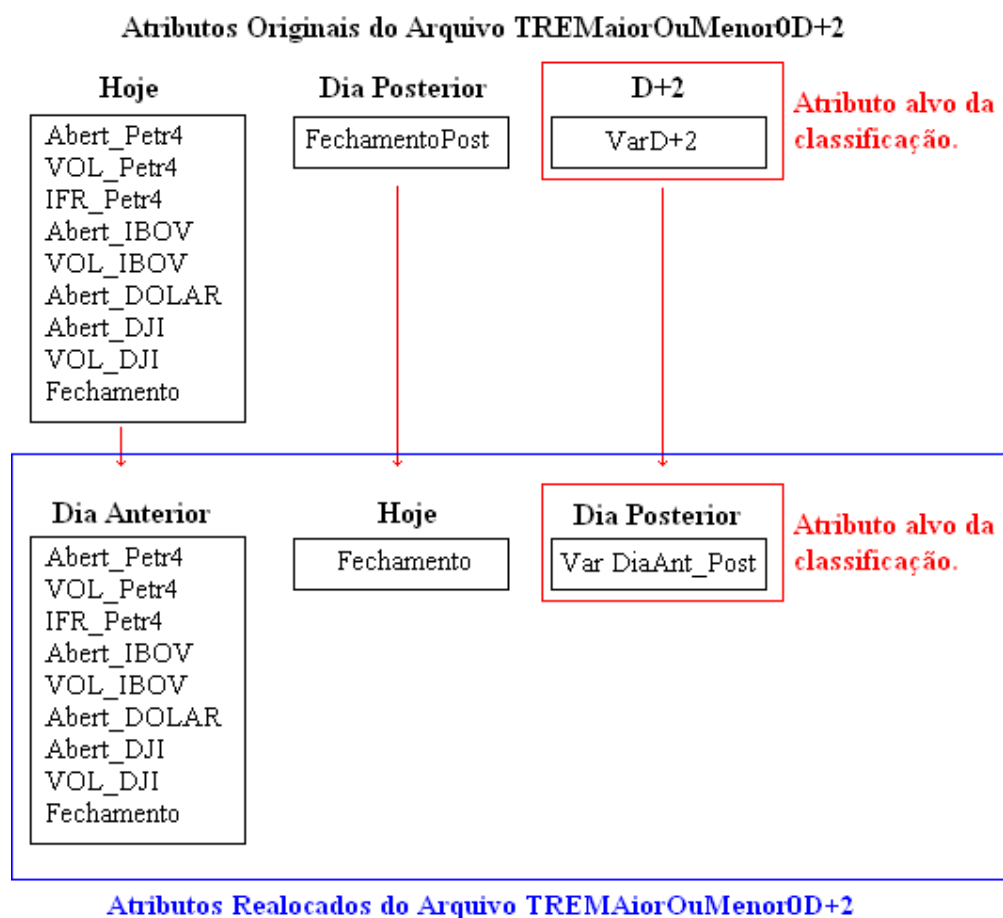 Atributos Originais do Arquivo TREMaiorOuMenor0D+2
Hoje
Abert_Petr4
VOL_Petr4
IFR_Petr4
Abert_IBOV
VOL_IBOV
Abert_DOLAR
Abert_DJI
VOL_DJI
Fechamento
Dia Posterior
FechamentoPost
D+2
VarD+2
Atributo alvo da
classificação.
Dia Anterior
Abert_Petr4
VOL_Petr4
IFR_Petr4
Abert_IBOV
VOL_IBOV
Abert_DOLAR
Abert_DJI
VOL_DJI
Fechamento
Hoje
Fechamento
Dia Posterior
Var DiaAnt_Post
Atributo alvo da
classificação.
Atributos Realocados do Arquivo TREMAiorOuMenor0D+2